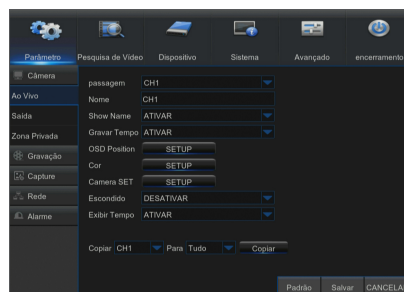 Parâmetro Pesquisa de Vídeo Dispositivo Sistema Avançado encerramento
Câmera
Ao Vivo
Saída
Zona Privada
Gravação
Capture
Rede
Alarme
passagem CH1
Nome CH1
Show Name ATIVAR
Gravar Tempo ATIVAR
OSD Position SETUP
Cor SETUP
Camera SET SETUP
Escondido DESATIVAR
Exibir Tempo ATIVAR
Copiar CH1 Para Tudo Copiar
Padrão Salvar CANCELA